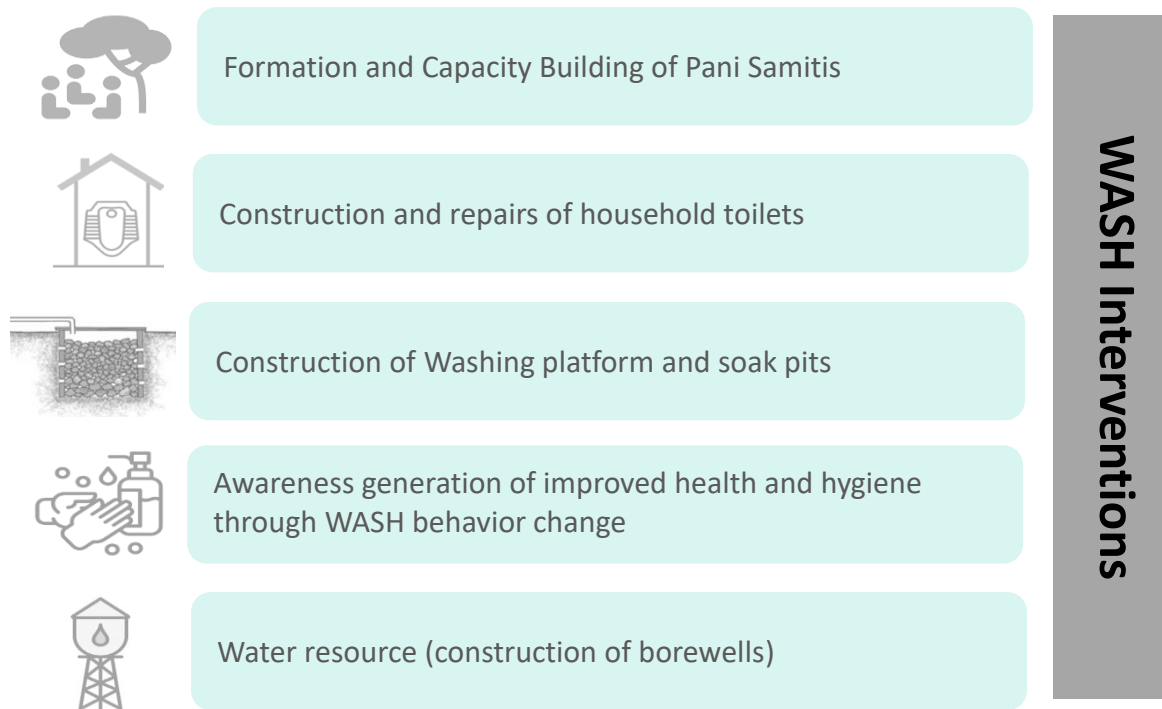 Formation and Capacity Building of Pani Samitis
Construction and repairs of household toilets
Construction of Washing platform and soak pits
Awareness generation of improved health and hygiene
through WASH behavior change
Water resource (construction of borewells)
WASH Interventions